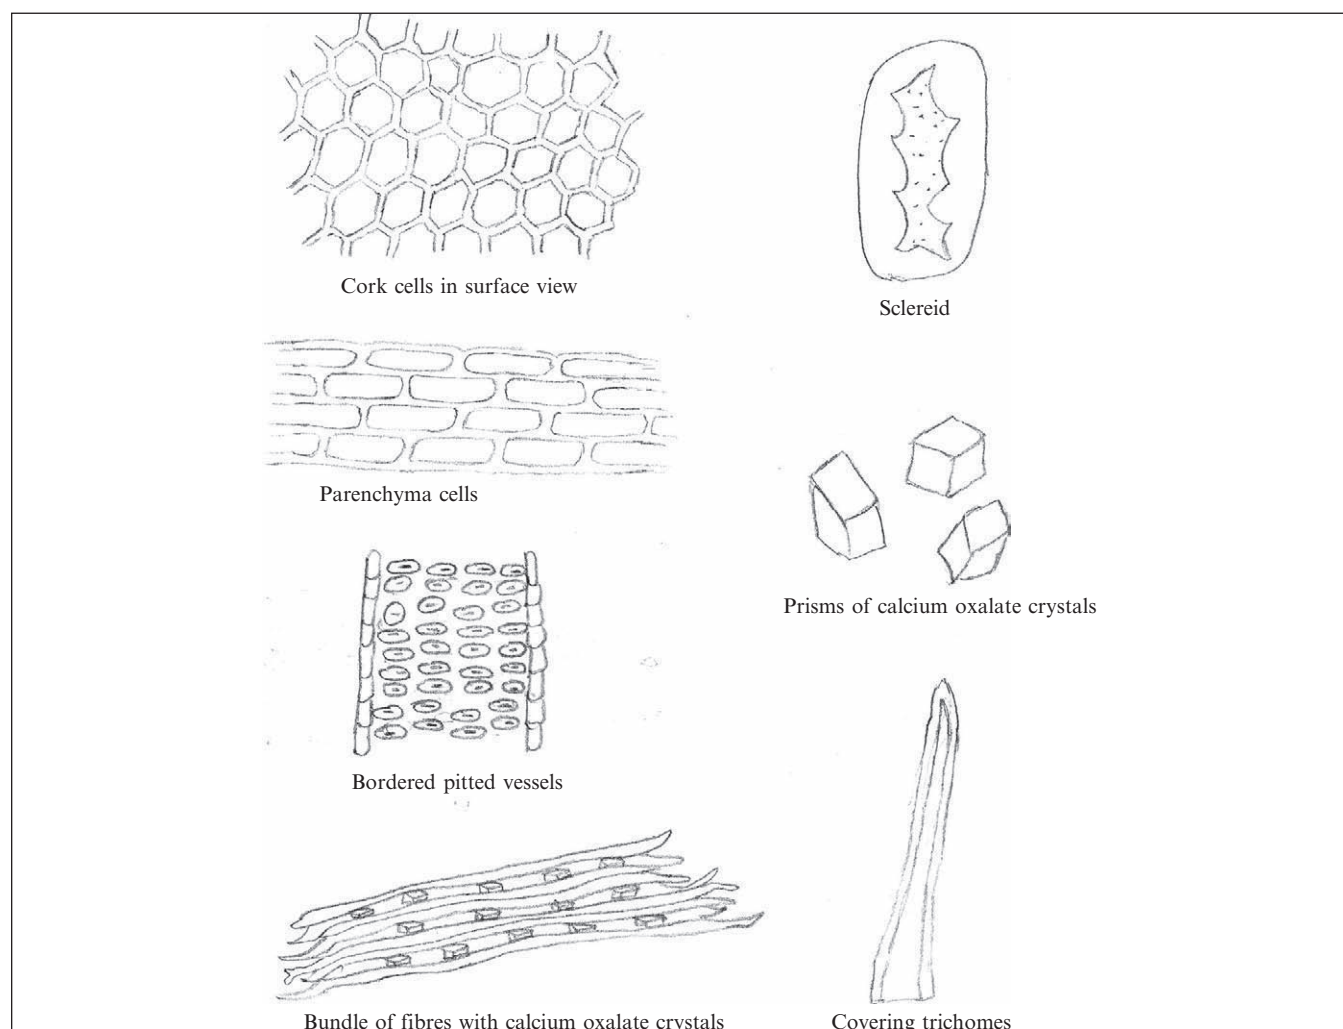 Cork cells in surface view
Sclereid
Parenchyma cells
Prisms of calcium oxalate crystals
Bordered pitted vessels
Bundle of fibres with calcium oxalate crystals
Covering trichomes